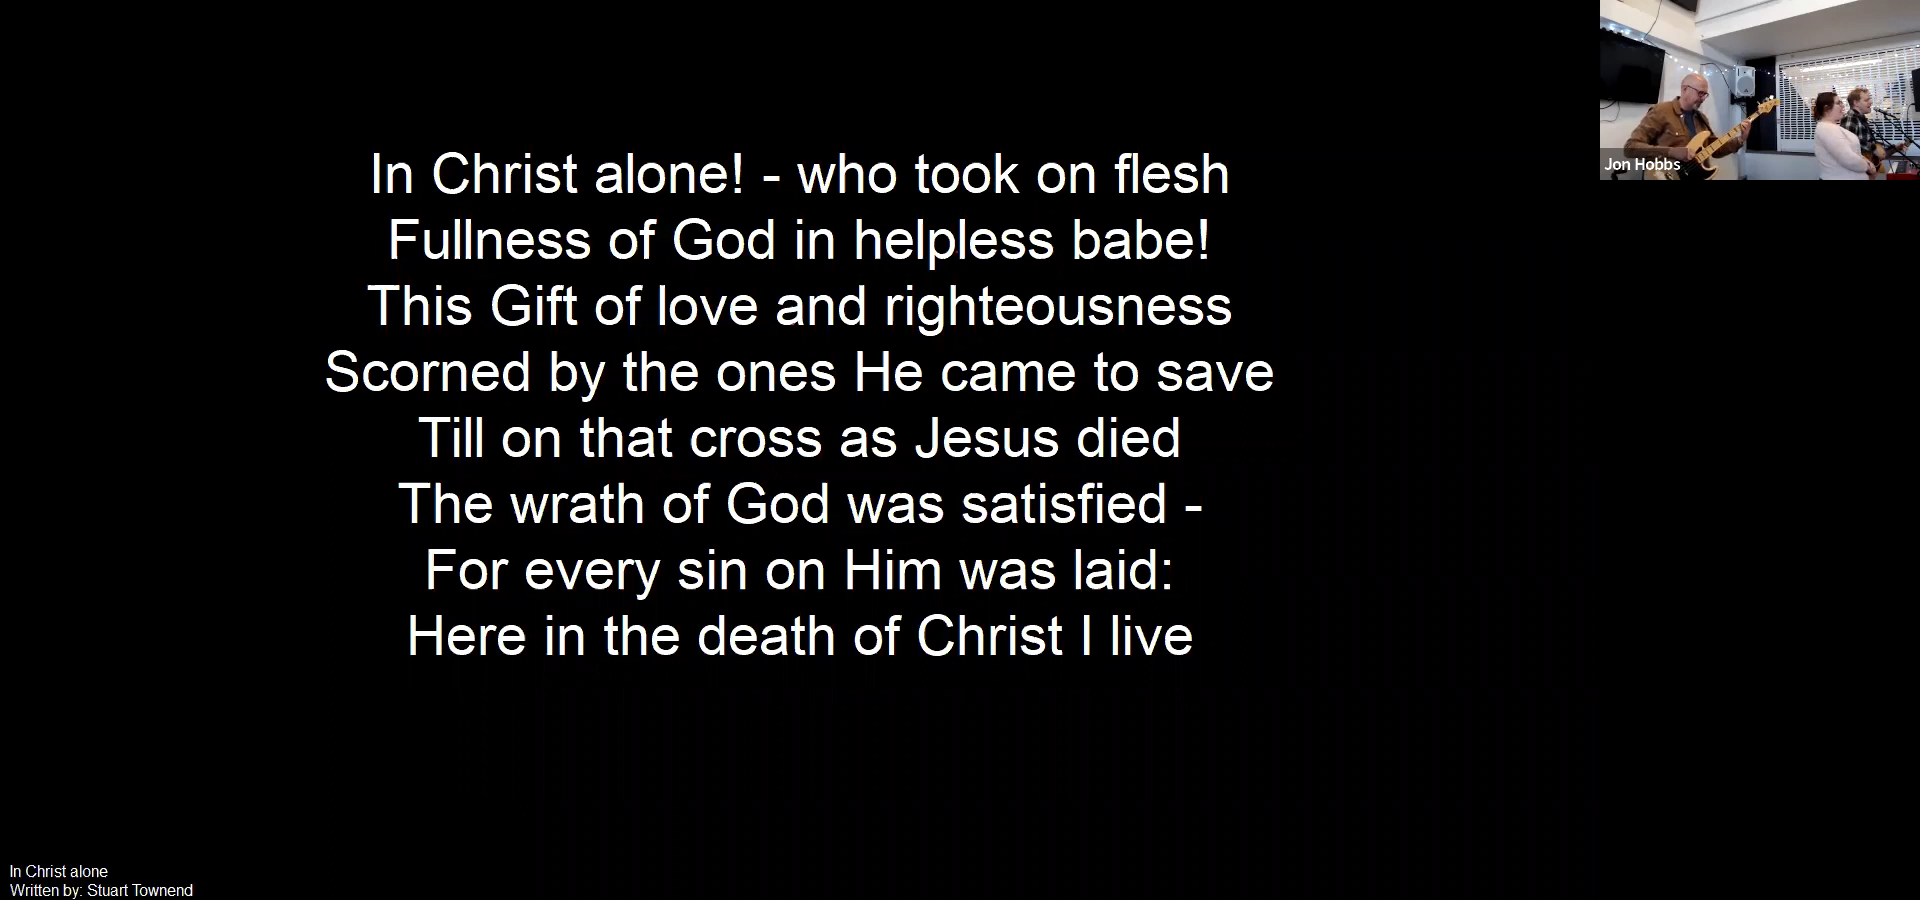 In Christ alone! - who took on flesh
Fullness of God in helpless babe!
This Gift of love and righteousness
Scorned by the ones He came to save
Till on that cross as Jesus died
The wrath of God was satisfied -
For every sin on Him was laid:
Here in the death of Christ I live
Jon Hobbs
In Christ alone
Written by: Stuart Townend